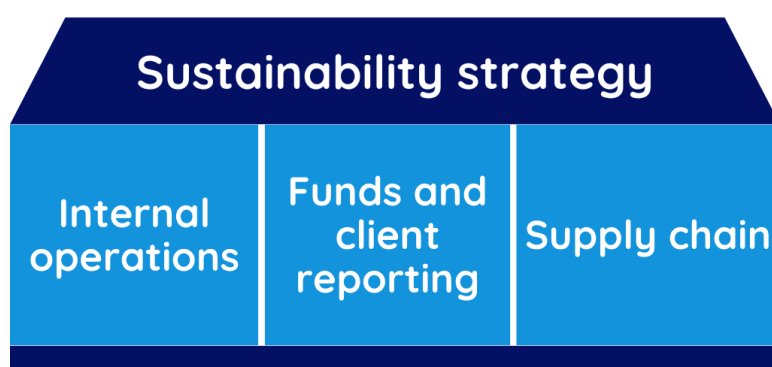 Sustainability strategy
Internal
operations
Funds and
client
reporting
Supply chain